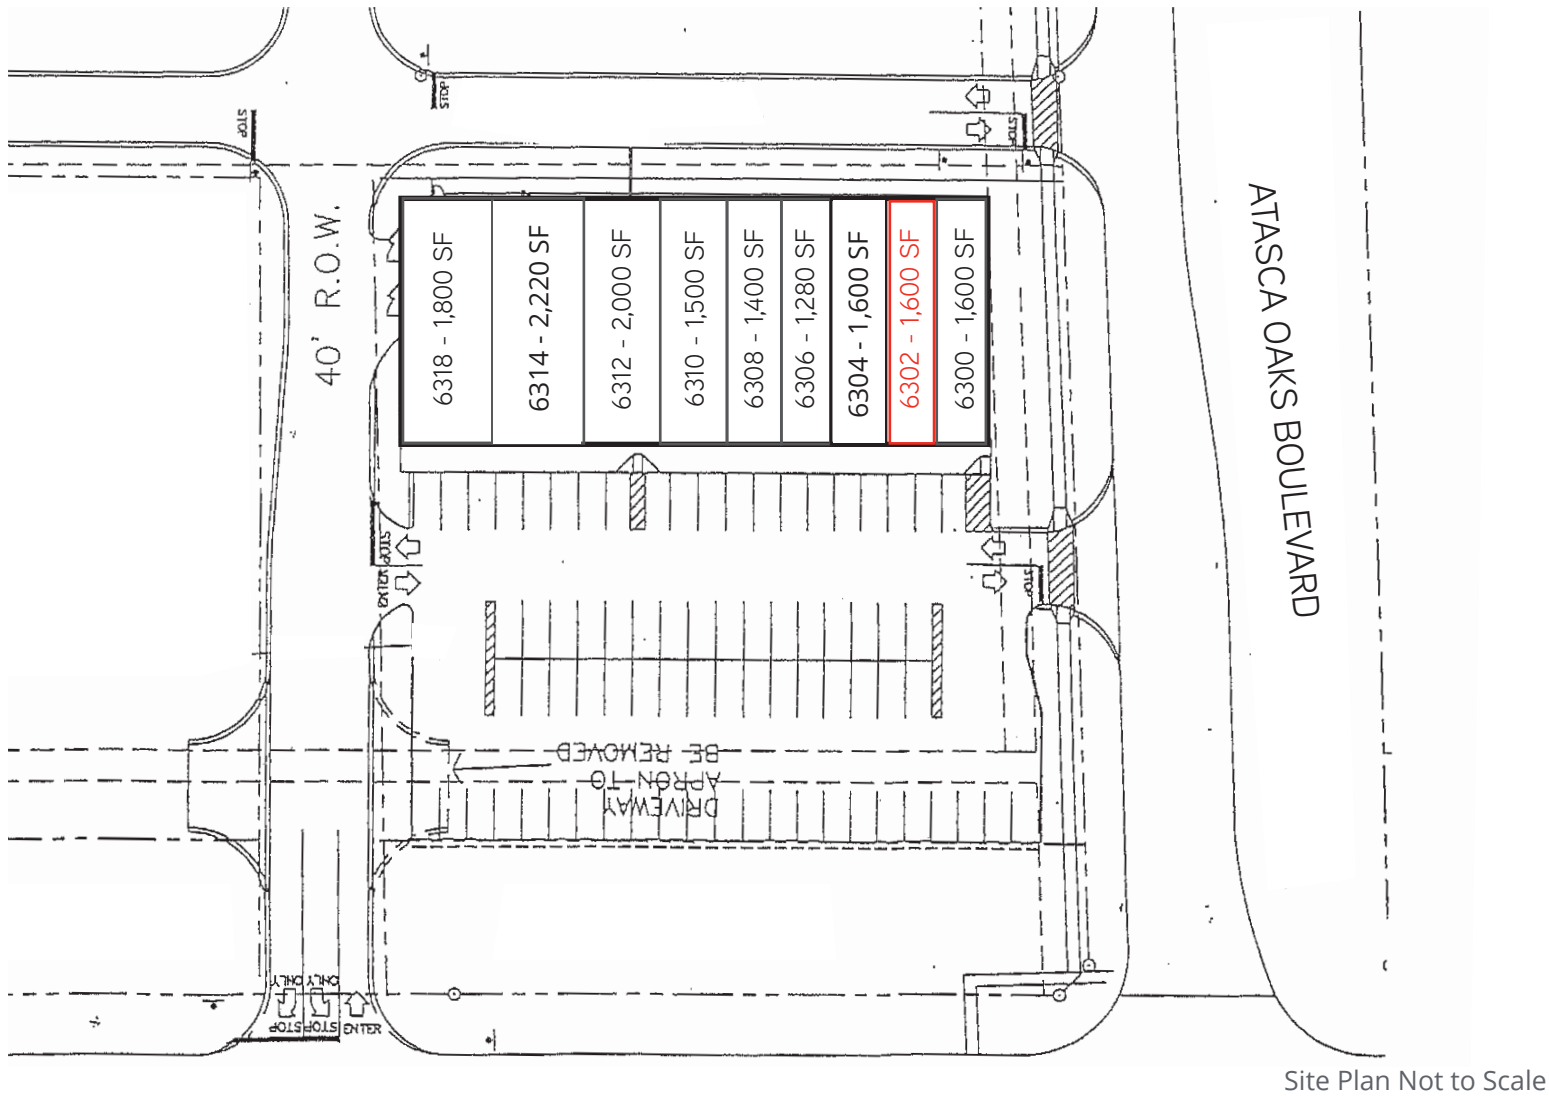 STOP
STOP
STOP
40' R.O.W.
6318 - 1,800 SF
6314 - 2,220 SF
6312 - 2,000 SF
6310 - 1,500 SF
6308 - 1,400 SF
6306 - 1,280 SF
6304 - 1,600 SF
6302 - 1,600 SF
6300 - 1,600 SF
ATASCA OAKS BOULEVARD
STOP
ENTER
STOP
DRIVEWAY
APRON TO
BE REMOVED
ONLY
ONLY
STOP
STOP
ENTER
Site Plan Not to Scale